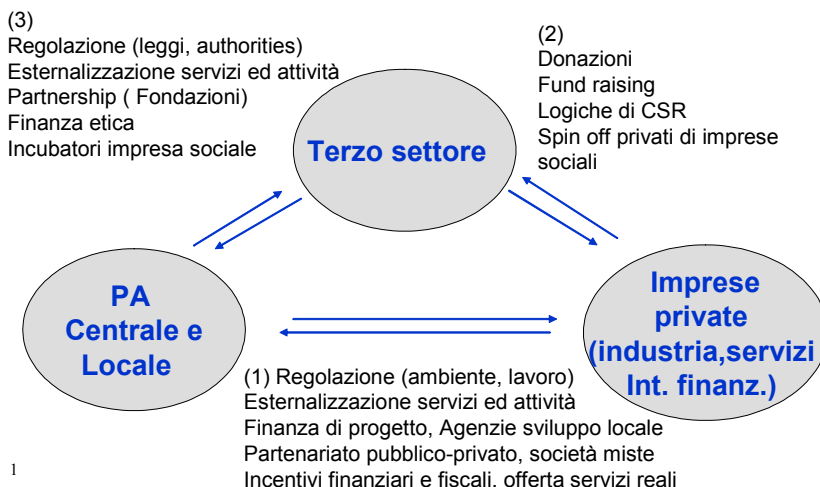 (3)
Regolazione (leggi, authorities)
Esternalizzazione servizi ed attività
Partnership ( Fondazioni)
Finanza etica
Incubatori impresa sociale
(2)
Donazioni
Fund raising
Logiche di CSR
Spin off privati di imprese
sociali
Terzo settore
PA
Centrale e
Locale
Imprese
private
(industria,servizi
Int. finanz.)
(1) Regolazione (ambiente, lavoro)
Esternalizzazione servizi ed attività
Finanza di progetto, Agenzie sviluppo locale
Partenariato pubblico-privato, società miste
Incentivi finanziari e fiscali, offerta servizi reali
1